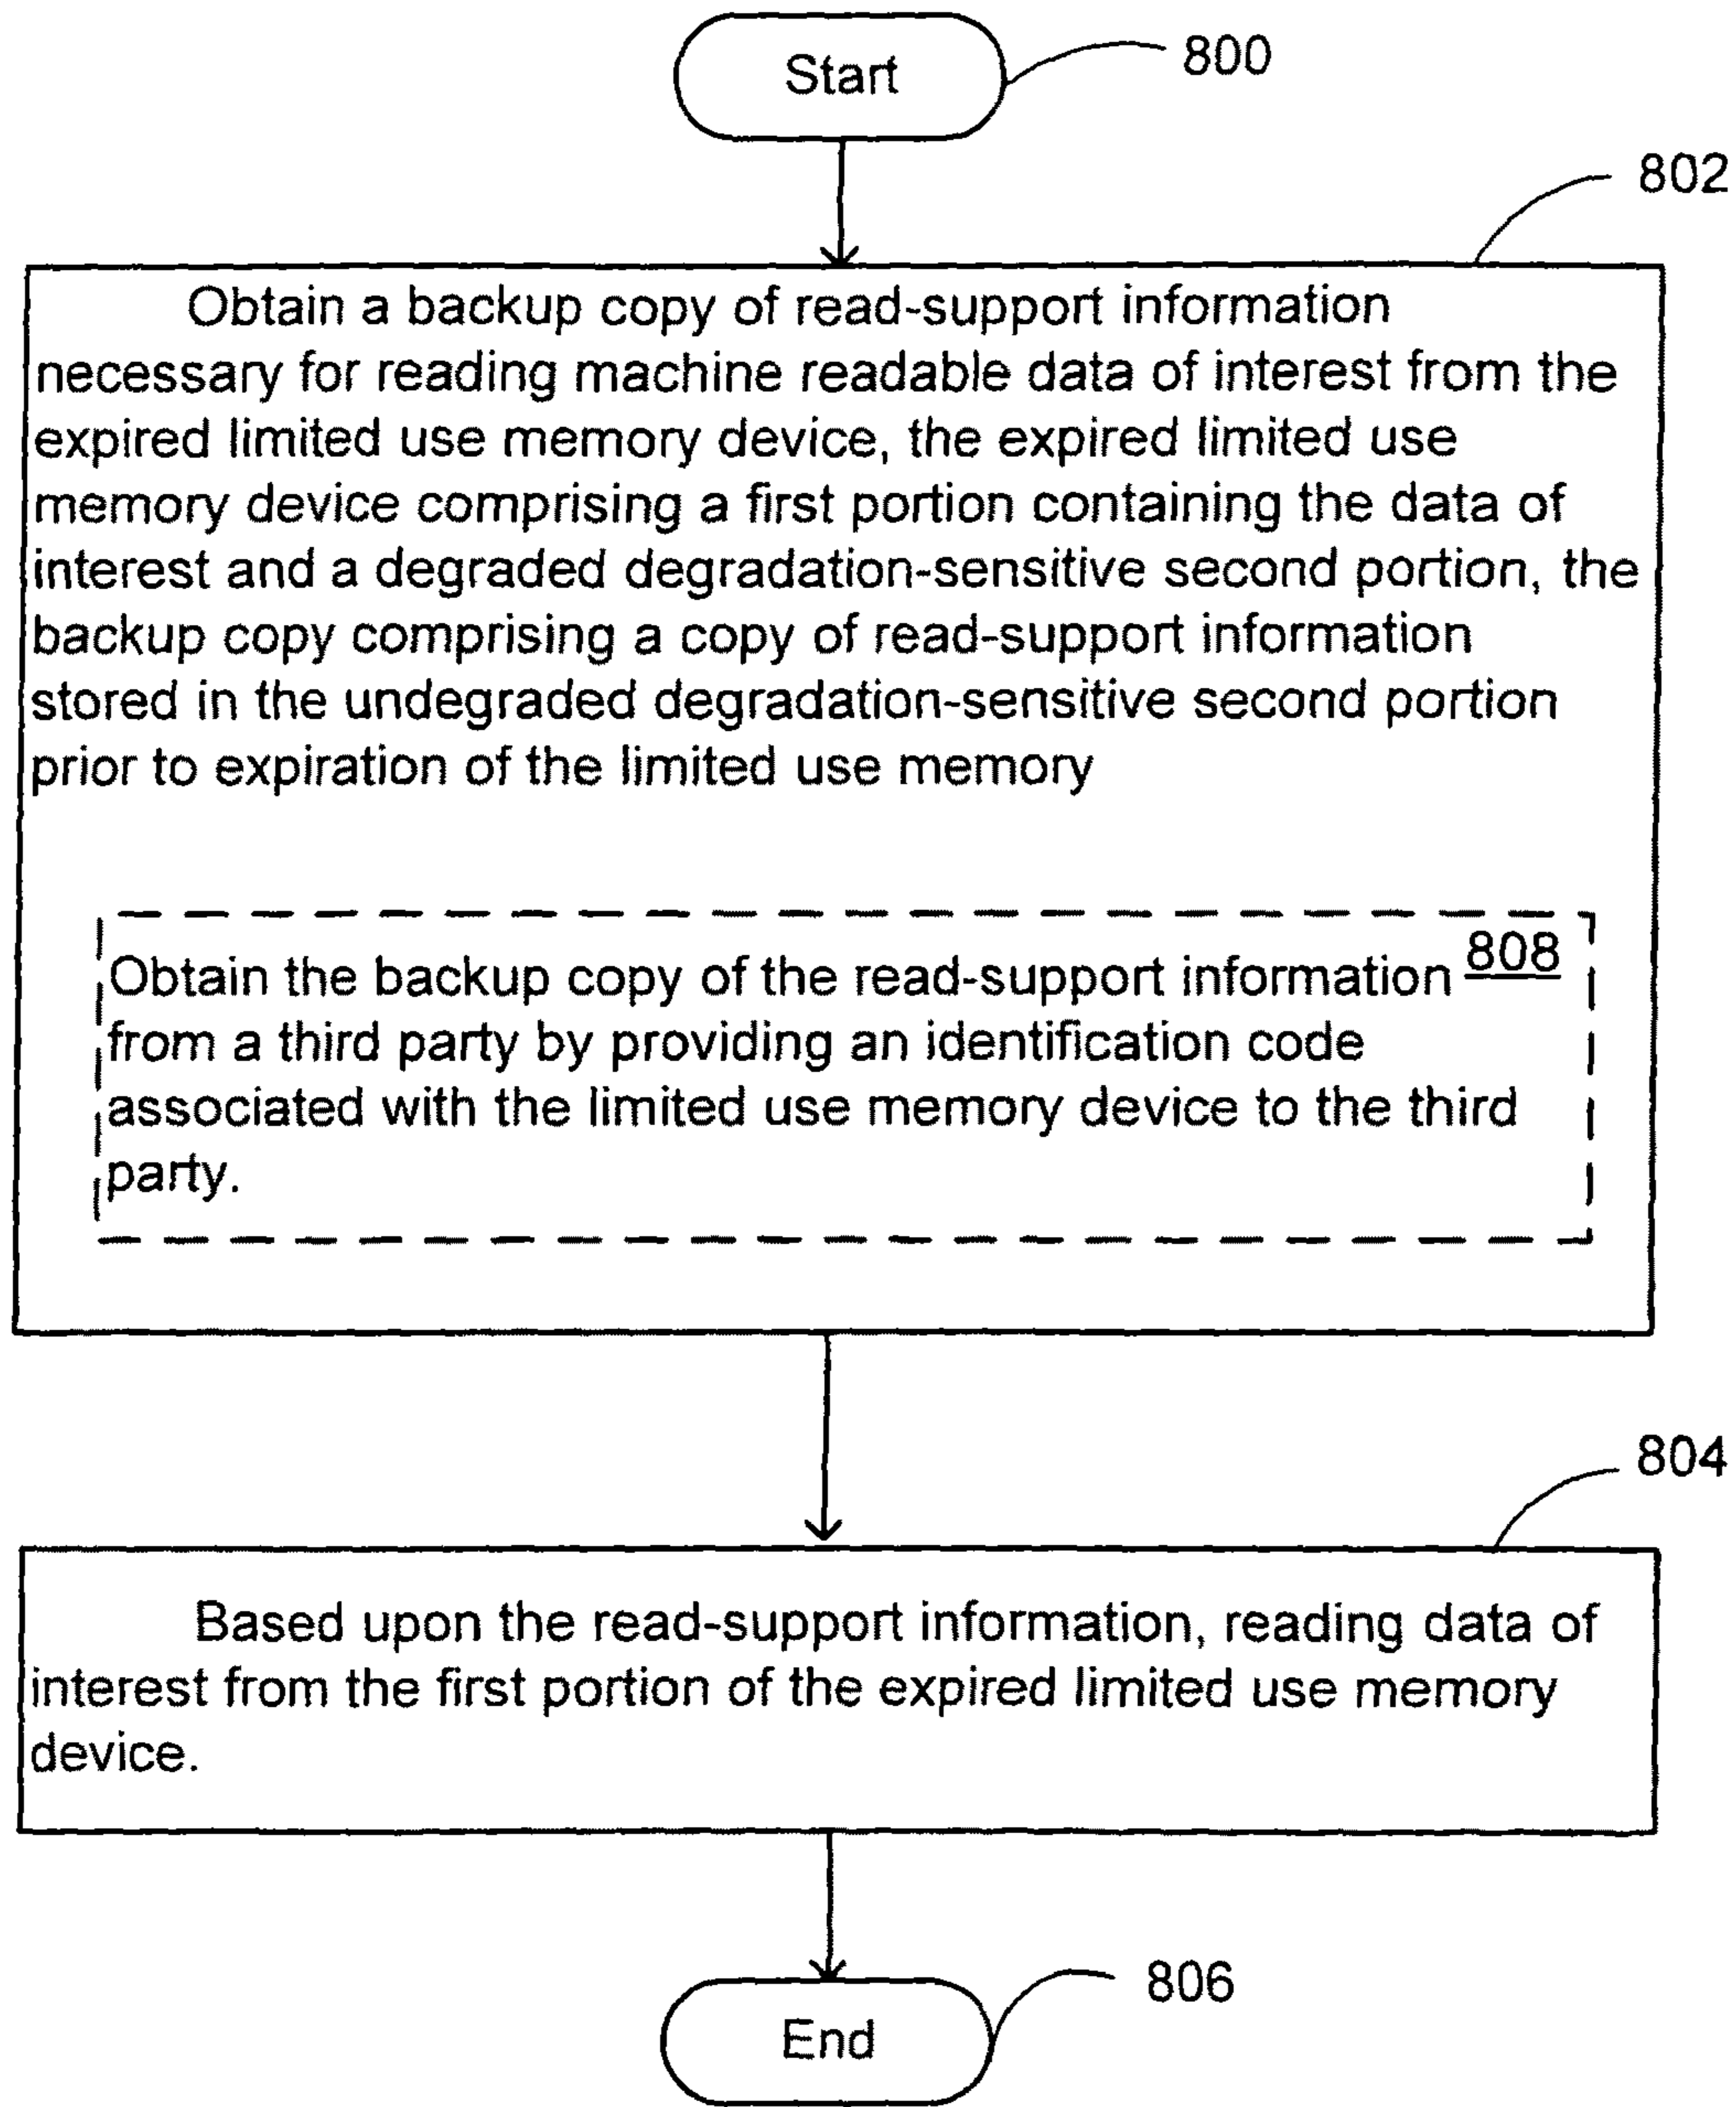 Start
800
802
Obtain a backup copy of read-support information
necessary for reading machine readable data of interest from the
expired limited use memory device, the expired limited use
memory device comprising a first portion containing the data of
interest and a degraded degradation-sensitive second portion, the
backup copy comprising a copy of read-support information
stored in the undegraded degradation-sensitive second portion
prior to expiration of the limited use memory
Obtain the backup copy of the read-support information 808
from a third party by providing an identification code
associated with the limited use memory device to the third
party.
804
Based upon the read-support information, reading data of
interest from the first portion of the expired limited use memory
device.
806
End